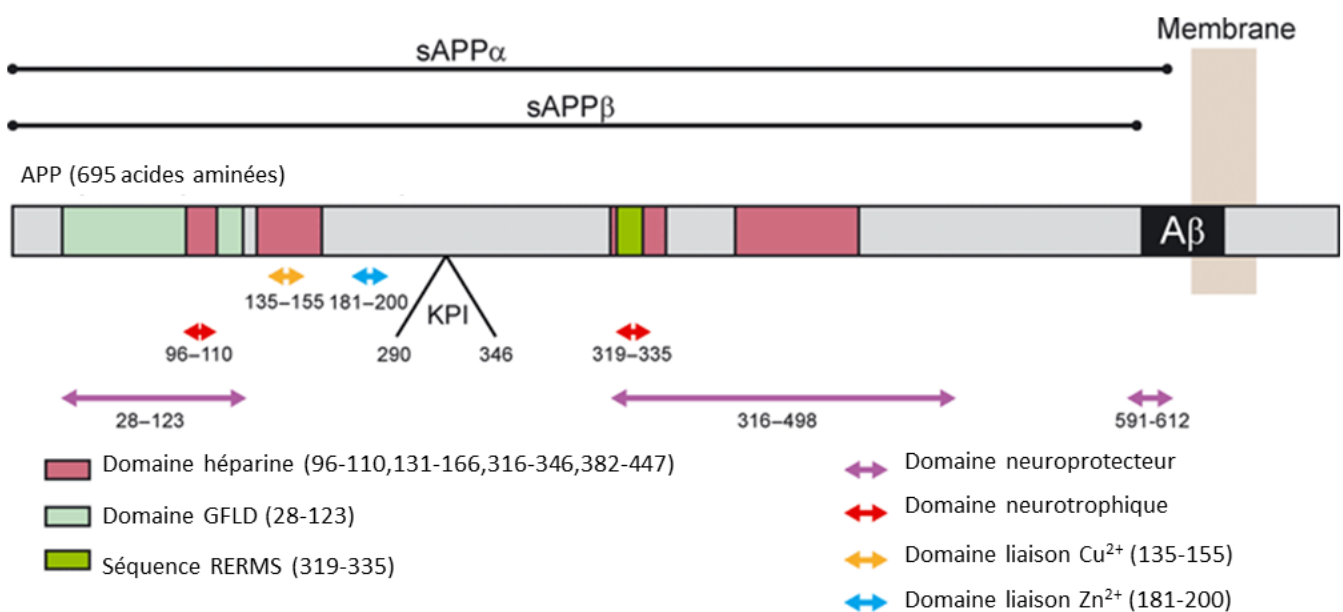 Membrane
sAPPα
sAPPβ
APP (695 acides aminées)
Aβ
135–155 181–200
KPI
96–110
290
346
319–335
28–123
316–498
591-612
Domaine héparine (96-110,131-166,316-346,382-447)
Domaine GFLD (28-123)
Séquence RERMS (319-335)
Domaine neuroprotecteur
Domaine neurotrophique
Domaine liaison Cu²⁺ (135-155)
Domaine liaison Zn²⁺ (181-200)